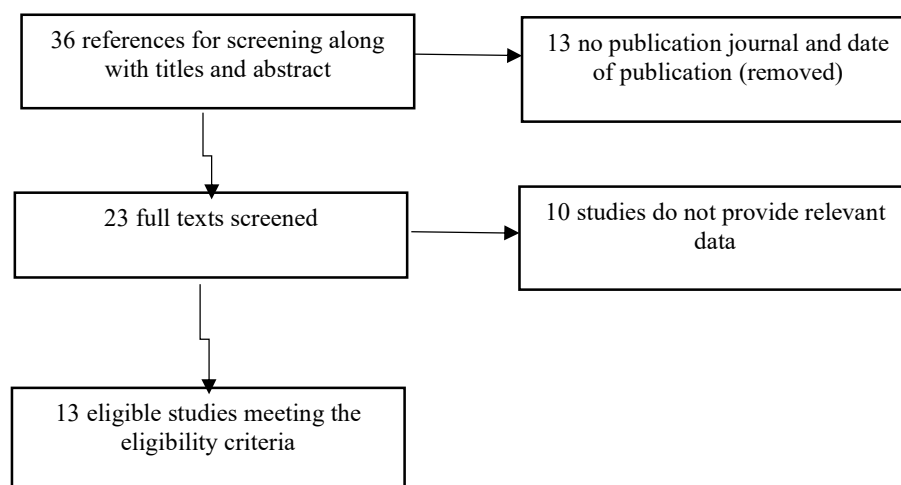 36 references for screening along
with titles and abstract
13 no publication journal and date
of publication (removed)
23 full texts screened
10 studies do not provide relevant
data
13 eligible studies meeting the
eligibility criteria